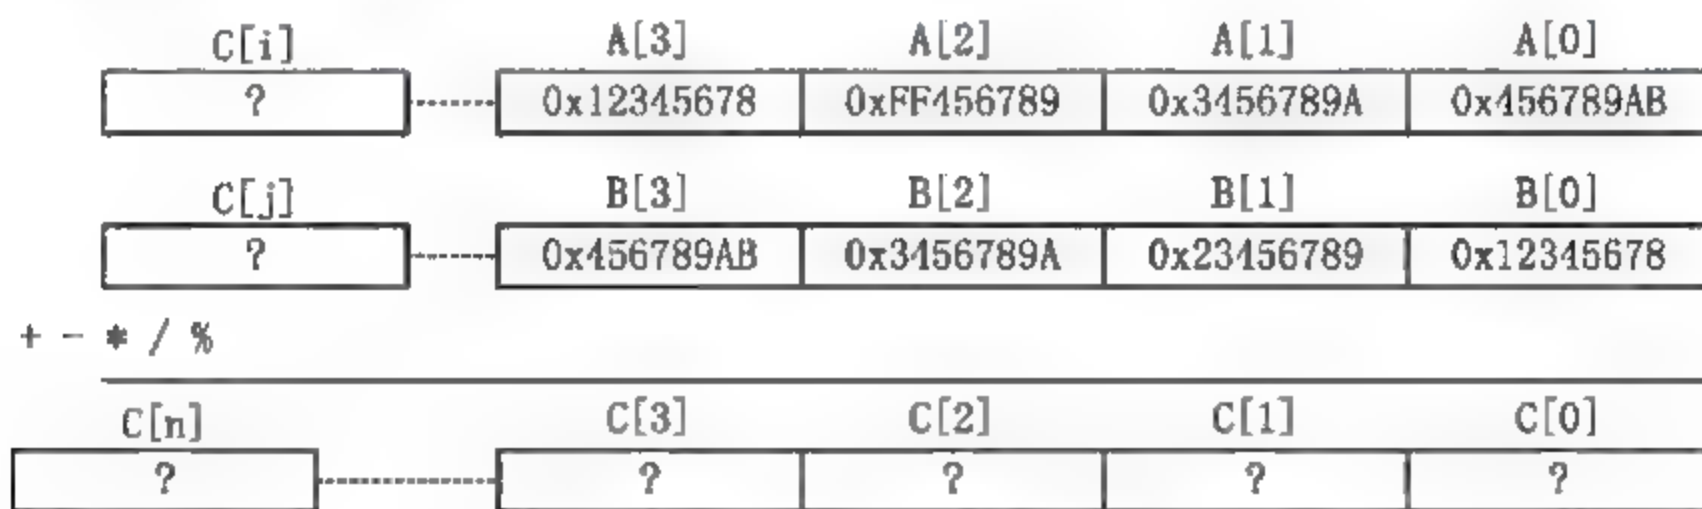 C[i] A[3] A[2] A[1] A[0]
? 0x12345678 0xFF456789 0x3456789A 0x456789AB
C[j] B[3] B[2] B[1] B[0]
? 0x456789AB 0x3456789A 0x23456789 0x12345678
+ - * / %
C[n] C[3] C[2] C[1] C[0]
? ? ? ? ?